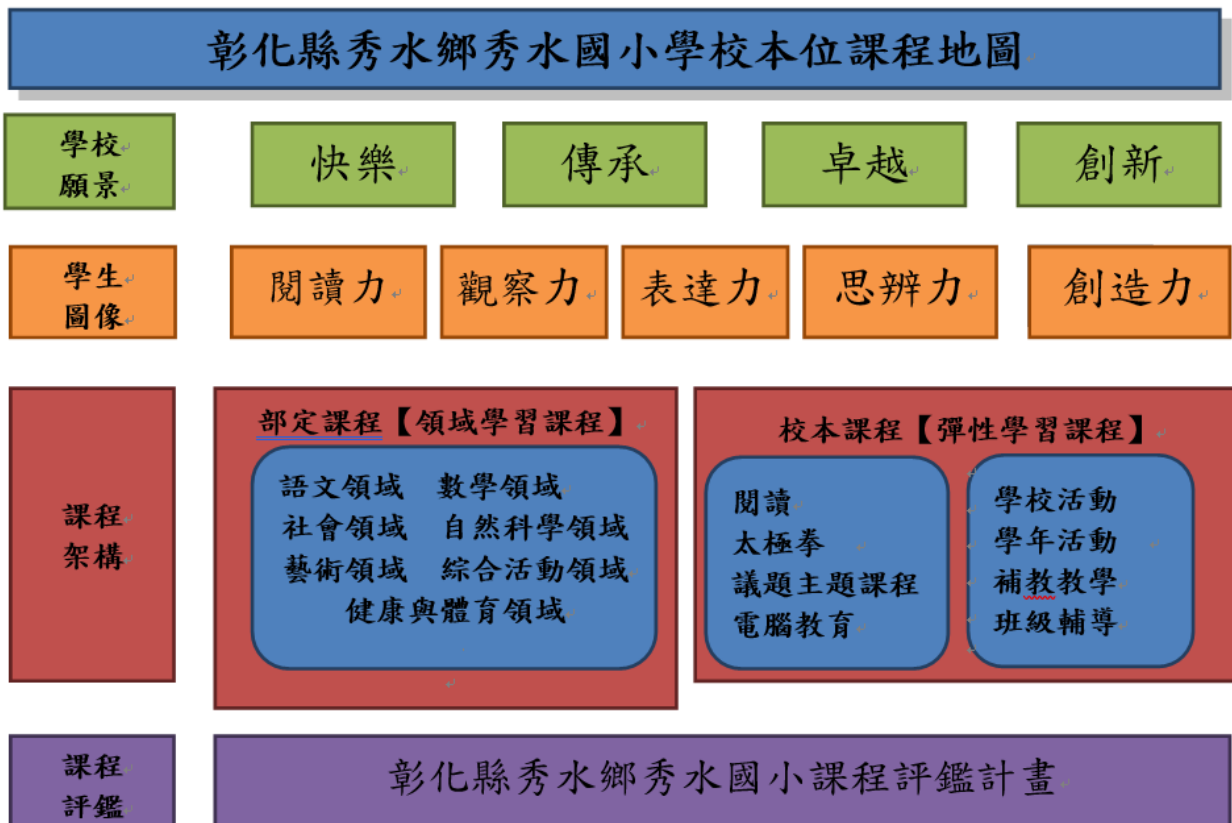 彰化縣秀水鄉秀水國小學校本位課程地圖
學校
願景
快樂
傳承
卓越
創新
學生
圖像
閱讀力
觀察力
表達力
思辨力
創造力
課程
架構
部定課程【領域學習課程】
語文領域 數學領域
社會領域 自然科學領域
藝術領域 綜合活動領域
健康與體育領域
校本課程【彈性學習課程】
閱讀
太極拳
議題主題課程
電腦教育
學校活動
學年活動
補教教學
班級輔導
課程
評鑑
彰化縣秀水鄉秀水國小課程評鑑計畫